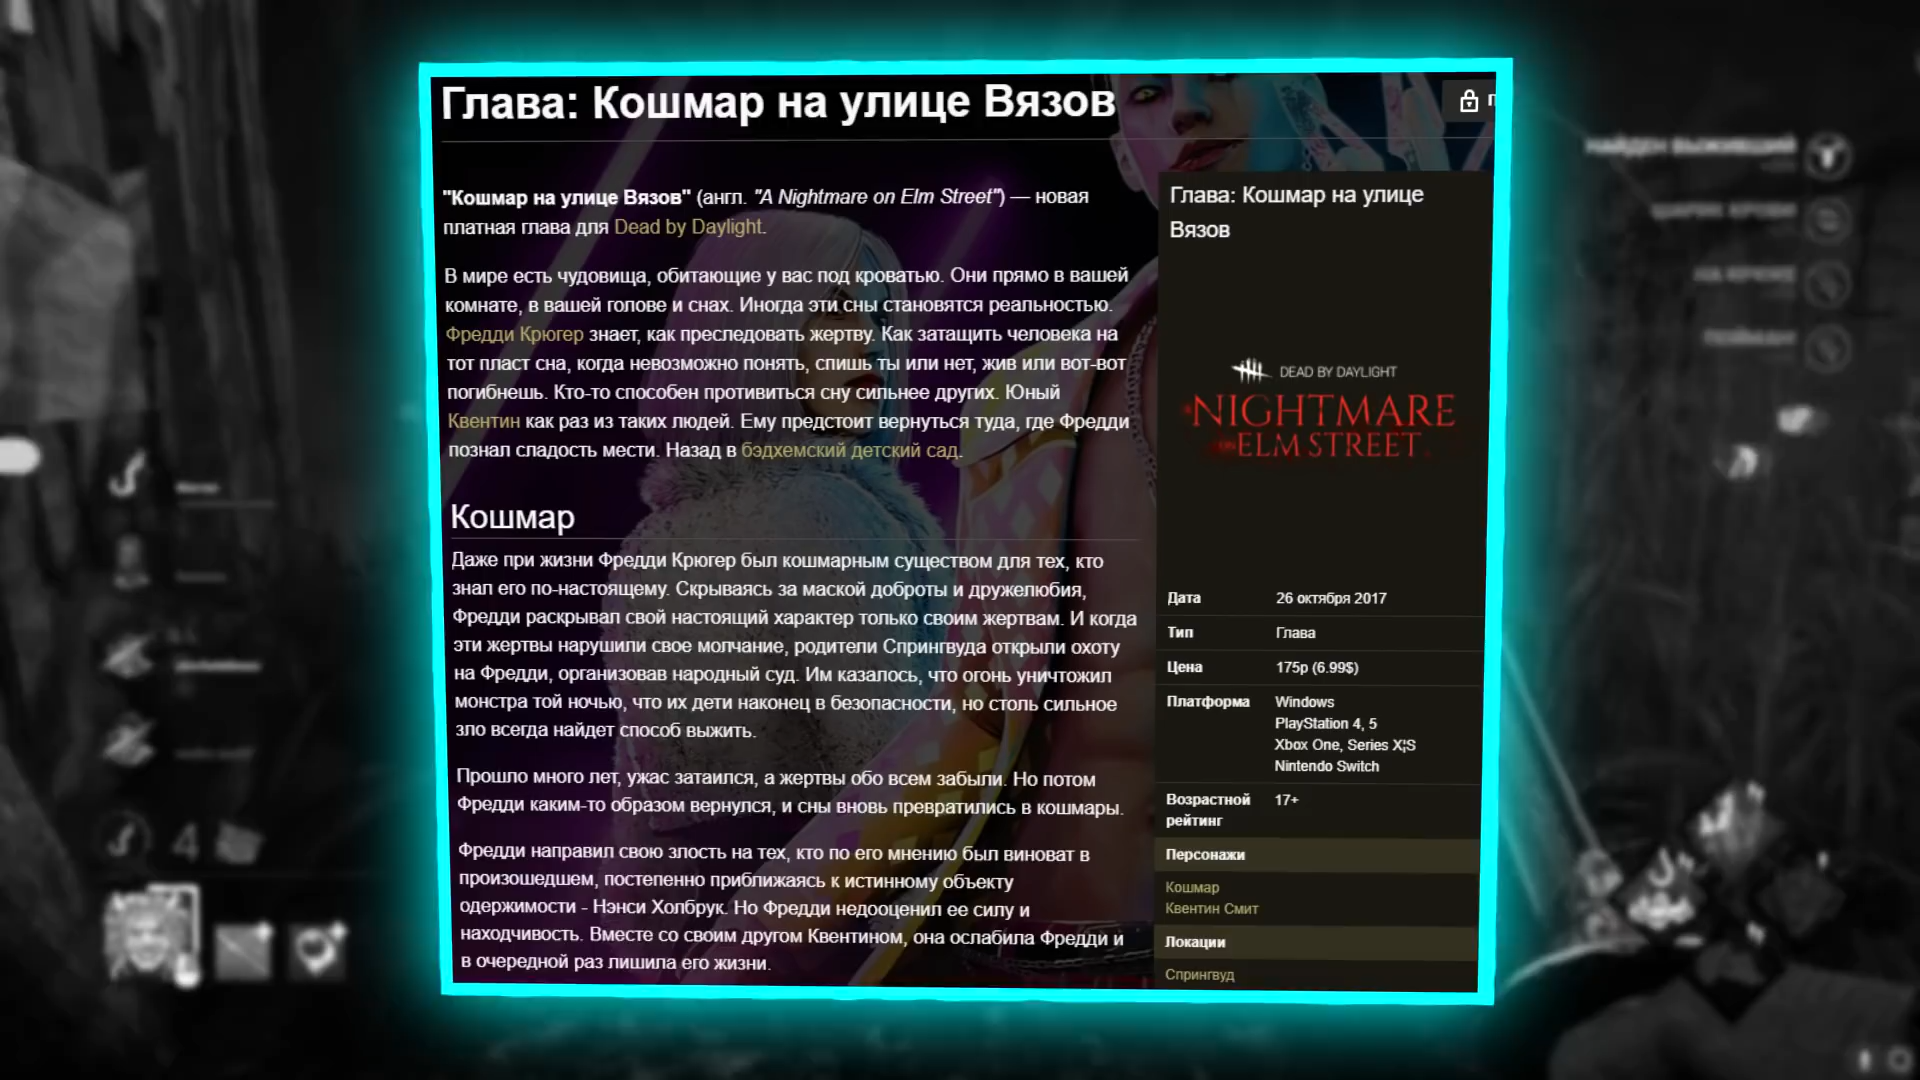 Глава: Кошмар на улице Вязов
"Кошмар на улице Вязов" (англ. "A Nightmare on Elm Street") — новая
платная глава для Dead by Daylight.
В мире есть чудовища, обитающие у вас под кроватью. Они прямо в вашей
комнате, в вашей голове и снах. Иногда эти сны становятся реальностью.
Фредди Крюгер знает, как преследовать жертву. Как затащить человека на
тот пласт сна, когда невозможно понять, спишь ты или нет, жив или вот-вот
погибнешь. Кто-то способен противиться сну сильнее других. Юный
Квентин как раз из таких людей. Ему предстоит вернуться туда, где Фредди
познал сладость мести. Назад в бэдхемский детский сад.
Кошмар
Даже при жизни Фредди Крюгер был кошмарным существом для тех, кто
знал его по-настоящему. Скрываясь за маской доброты и дружелюбия,
Фредди раскрывал свой настоящий характер только своим жертвам. И когда
эти жертвы нарушили свое молчание, родители Спрингвуда открыли охоту
на Фредди, организовав народный суд. Им казалось, что огонь уничтожил
монстра той ночью, что их дети наконец в безопасности, но столь сильное
зло всегда найдет способ выжить.
Прошло много лет, ужас затаился, а жертвы обо всем забыли. Но потом
Фредди каким-то образом вернулся, и сны вновь превратились в кошмары.
Фредди направил свою злость на тех, кто по его мнению был виноват в
произошедшем, постепенно приближаясь к истинному объекту
одержимости - Нэнси Холбрук. Но Фредди недооценил ее силу и
находчивость. Вместе со своим другом Квентином, она ослабила Фредди и
в очередной раз лишила его жизни.
Глава: Кошмар на улице
Вязов
DEAD BY DAYLIGHT
NIGHTMARE
ON ELM STREET
Дата 26 октября 2017
Тип Глава
Цена 175р (6.99$)
Платформа Windows
PlayStation 4, 5
Xbox One, Series X¦S
Nintendo Switch
Возрастной 17+
рейтинг
Персонажи
Кошмар
Квентин Смит
Локации
Спрингвуд
НАЙДЕН ВЫЖИВШИЙ
НА КРЮКЕ
4